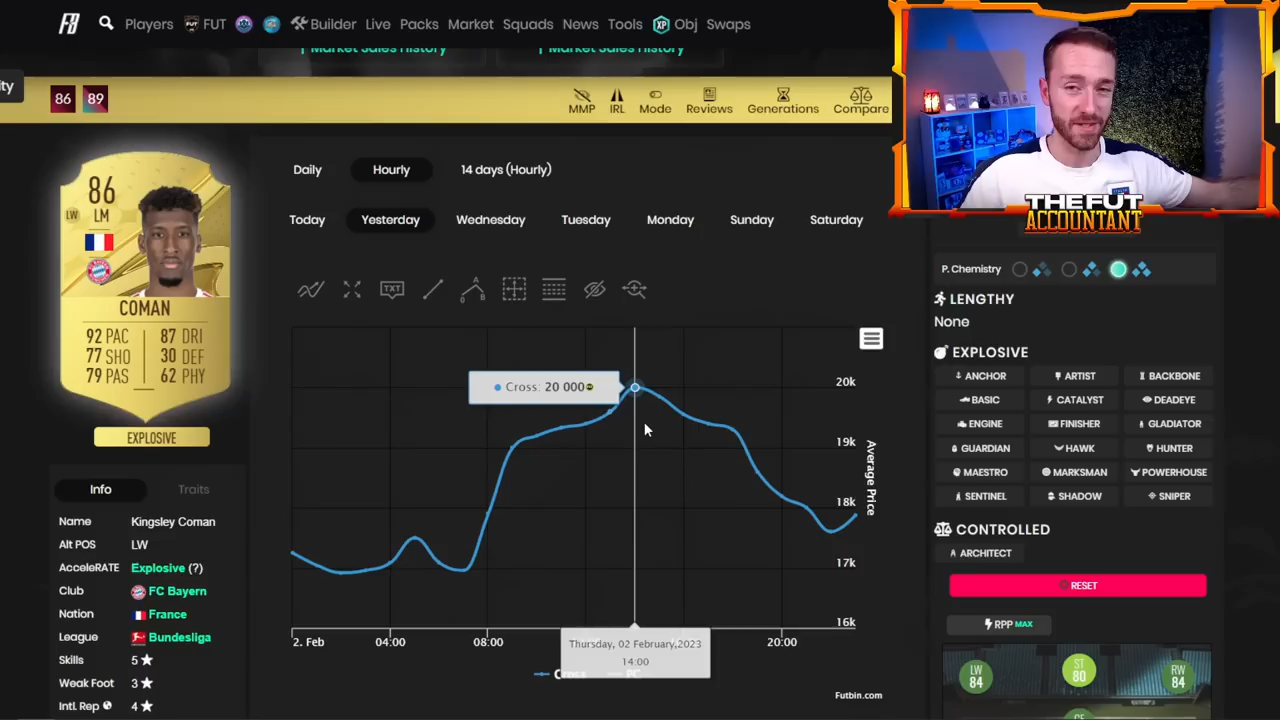 F8 Players FUT Builder Live Packs Market Squads News Tools XP Obj Swaps
Market Sales History Market Sales History
ity
86 89 MMP IRL Mode Reviews Generations Compare
THE FUT
ACCOUNTANT
86
LM
LW
COMAN
92 PAC 87 DRI
77 SHO 30 DEF
79 PAS 62 PHY
EXPLOSIVE
Info Traits
Name Kingsley Coman
Alt POS LW
AcceleRATE Explosive (?)
Club FC Bayern
Nation France
League Bundesliga
Skills 5 ★
Weak Foot 3 ★
Intl. Rep 4 ★
Daily Hourly 14 days (Hourly)
Today Yesterday Wednesday Tuesday Monday Sunday Saturday
TXT
A
B
Cross: 20 000
20k
19k
18k
17k
16k
Average Price
2. Feb 04:00 08:00 20:00
Thursday, 02 February,2023
14:00
Futbin.com
P. Chemistry
LENGTHY
None
EXPLOSIVE
ANCHOR ARTIST BACKBONE
BASIC CATALYST DEADEYE
ENGINE FINISHER GLADIATOR
GUARDIAN HAWK HUNTER
MAESTRO MARKSMAN POWERHOUSE
SENTINEL SHADOW SNIPER
CONTROLLED
ARCHITECT
RESET
RPP MAX
LW
84
ST
80
RW
84
CF